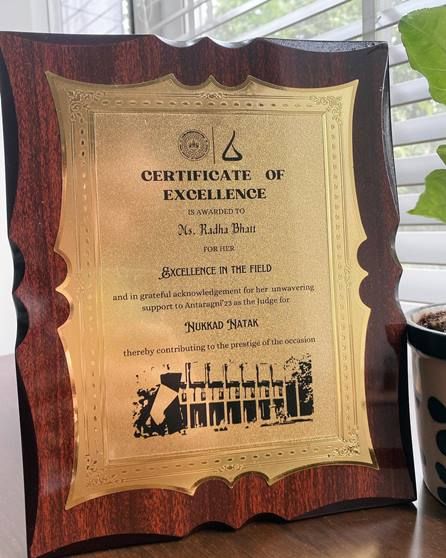 CERTIFICATE OF
EXCELLENCE
IS AWARDED TO
Ms. Radha Bhatt
FOR HER
EXCELLENCE IN THE FIELD
and in grateful acknowledgement for her unwavering
support to Antaragni'23 as the Judge for
NUKKAD NATAK
thereby contributing to the prestige of the occasion